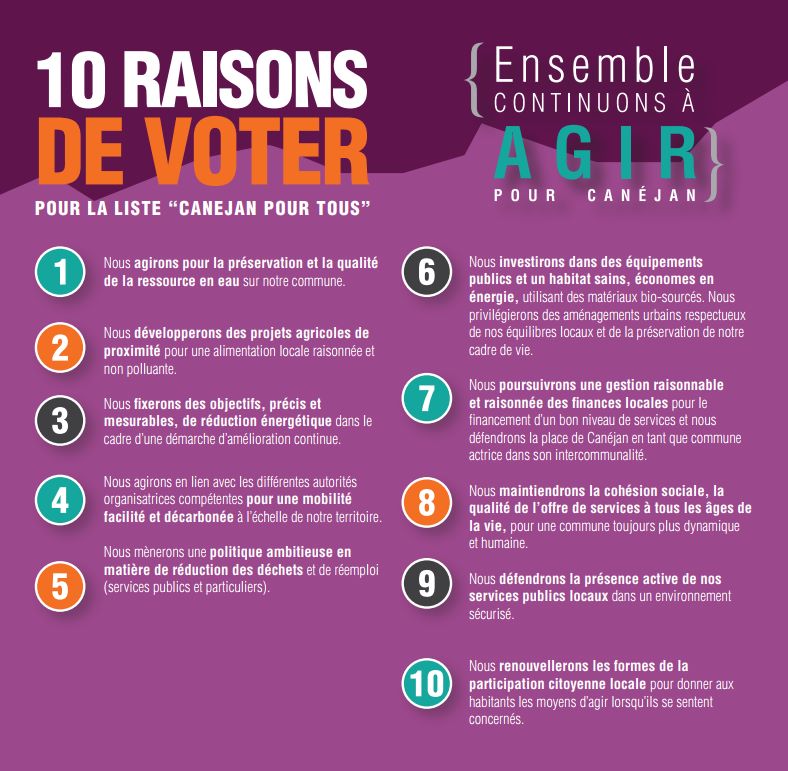 10 RAISONS
DE VOTER
POUR LA LISTE “CANEJAN POUR TOUS”
{ Ensemble
CONTINUONS À
AGIR }
POUR CANÉJAN
1
Nous agirons pour la préservation et la qualité
de la ressource en eau sur notre commune.
2
Nous développerons des projets agricoles de
proximité pour une alimentation locale raisonnée et
non polluante.
3
Nous fixerons des objectifs, précis et
mesurables, de réduction énergétique dans le
cadre d’une démarche d’amélioration continue.
4
Nous agirons en lien avec les différentes autorités
organisatrices compétentes pour une mobilité
facilité et décarbonée à l’échelle de notre territoire.
5
Nous mènerons une politique ambitieuse en
matière de réduction des déchets et de réemploi
(services publics et particuliers).
6
Nous investirons dans des équipements
publics et un habitat sains, économes en
énergie, utilisant des matériaux bio-sourcés. Nous
privilégierons des aménagements urbains respectueux
de nos équilibres locaux et de la préservation de notre
cadre de vie.
7
Nous poursuivrons une gestion raisonnable
et raisonnée des finances locales pour le
financement d’un bon niveau de services et nous
défendrons la place de Canéjan en tant que commune
actrice dans son intercommunalité.
8
Nous maintiendrons la cohésion sociale, la
qualité de l’offre de services à tous les âges de
la vie, pour une commune toujours plus dynamique
et humaine.
9
Nous défendrons la présence active de nos
services publics locaux dans un environnement
sécurisé.
10
Nous renouvellerons les formes de la
participation citoyenne locale pour donner aux
habitants les moyens d’agir lorsqu’ils se sentent
concernés.